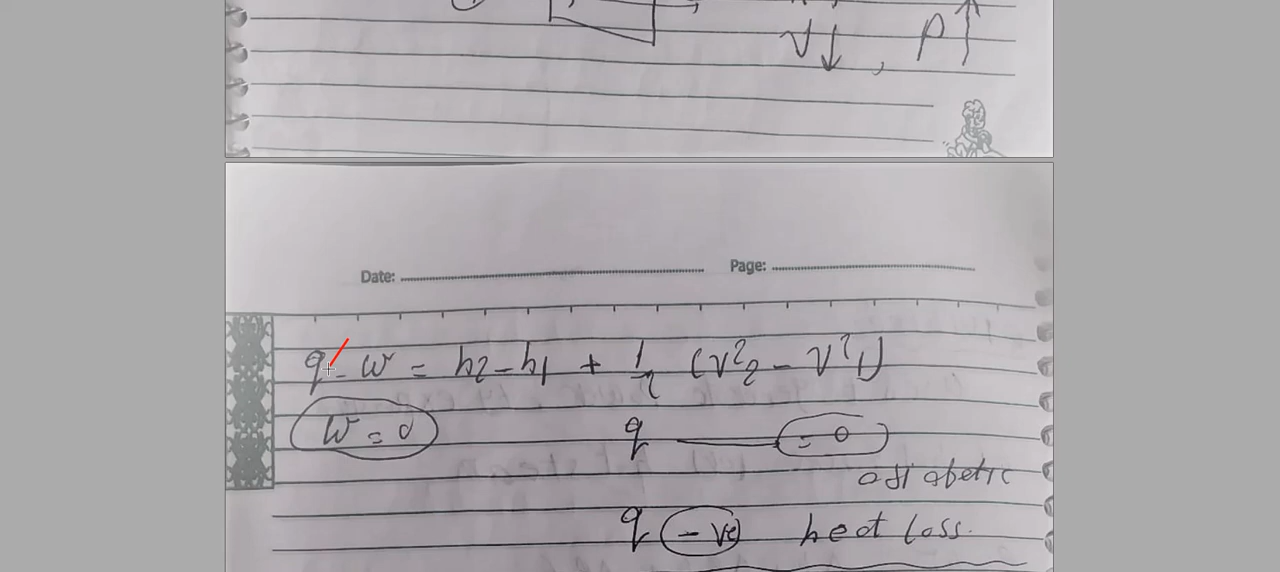 V↓ , P↑
Date: Page:
q - w = h2 - h1 + 1/2 (V²2 - V²1)
W = 0 q = 0
adiabetic
q -ve heat loss.